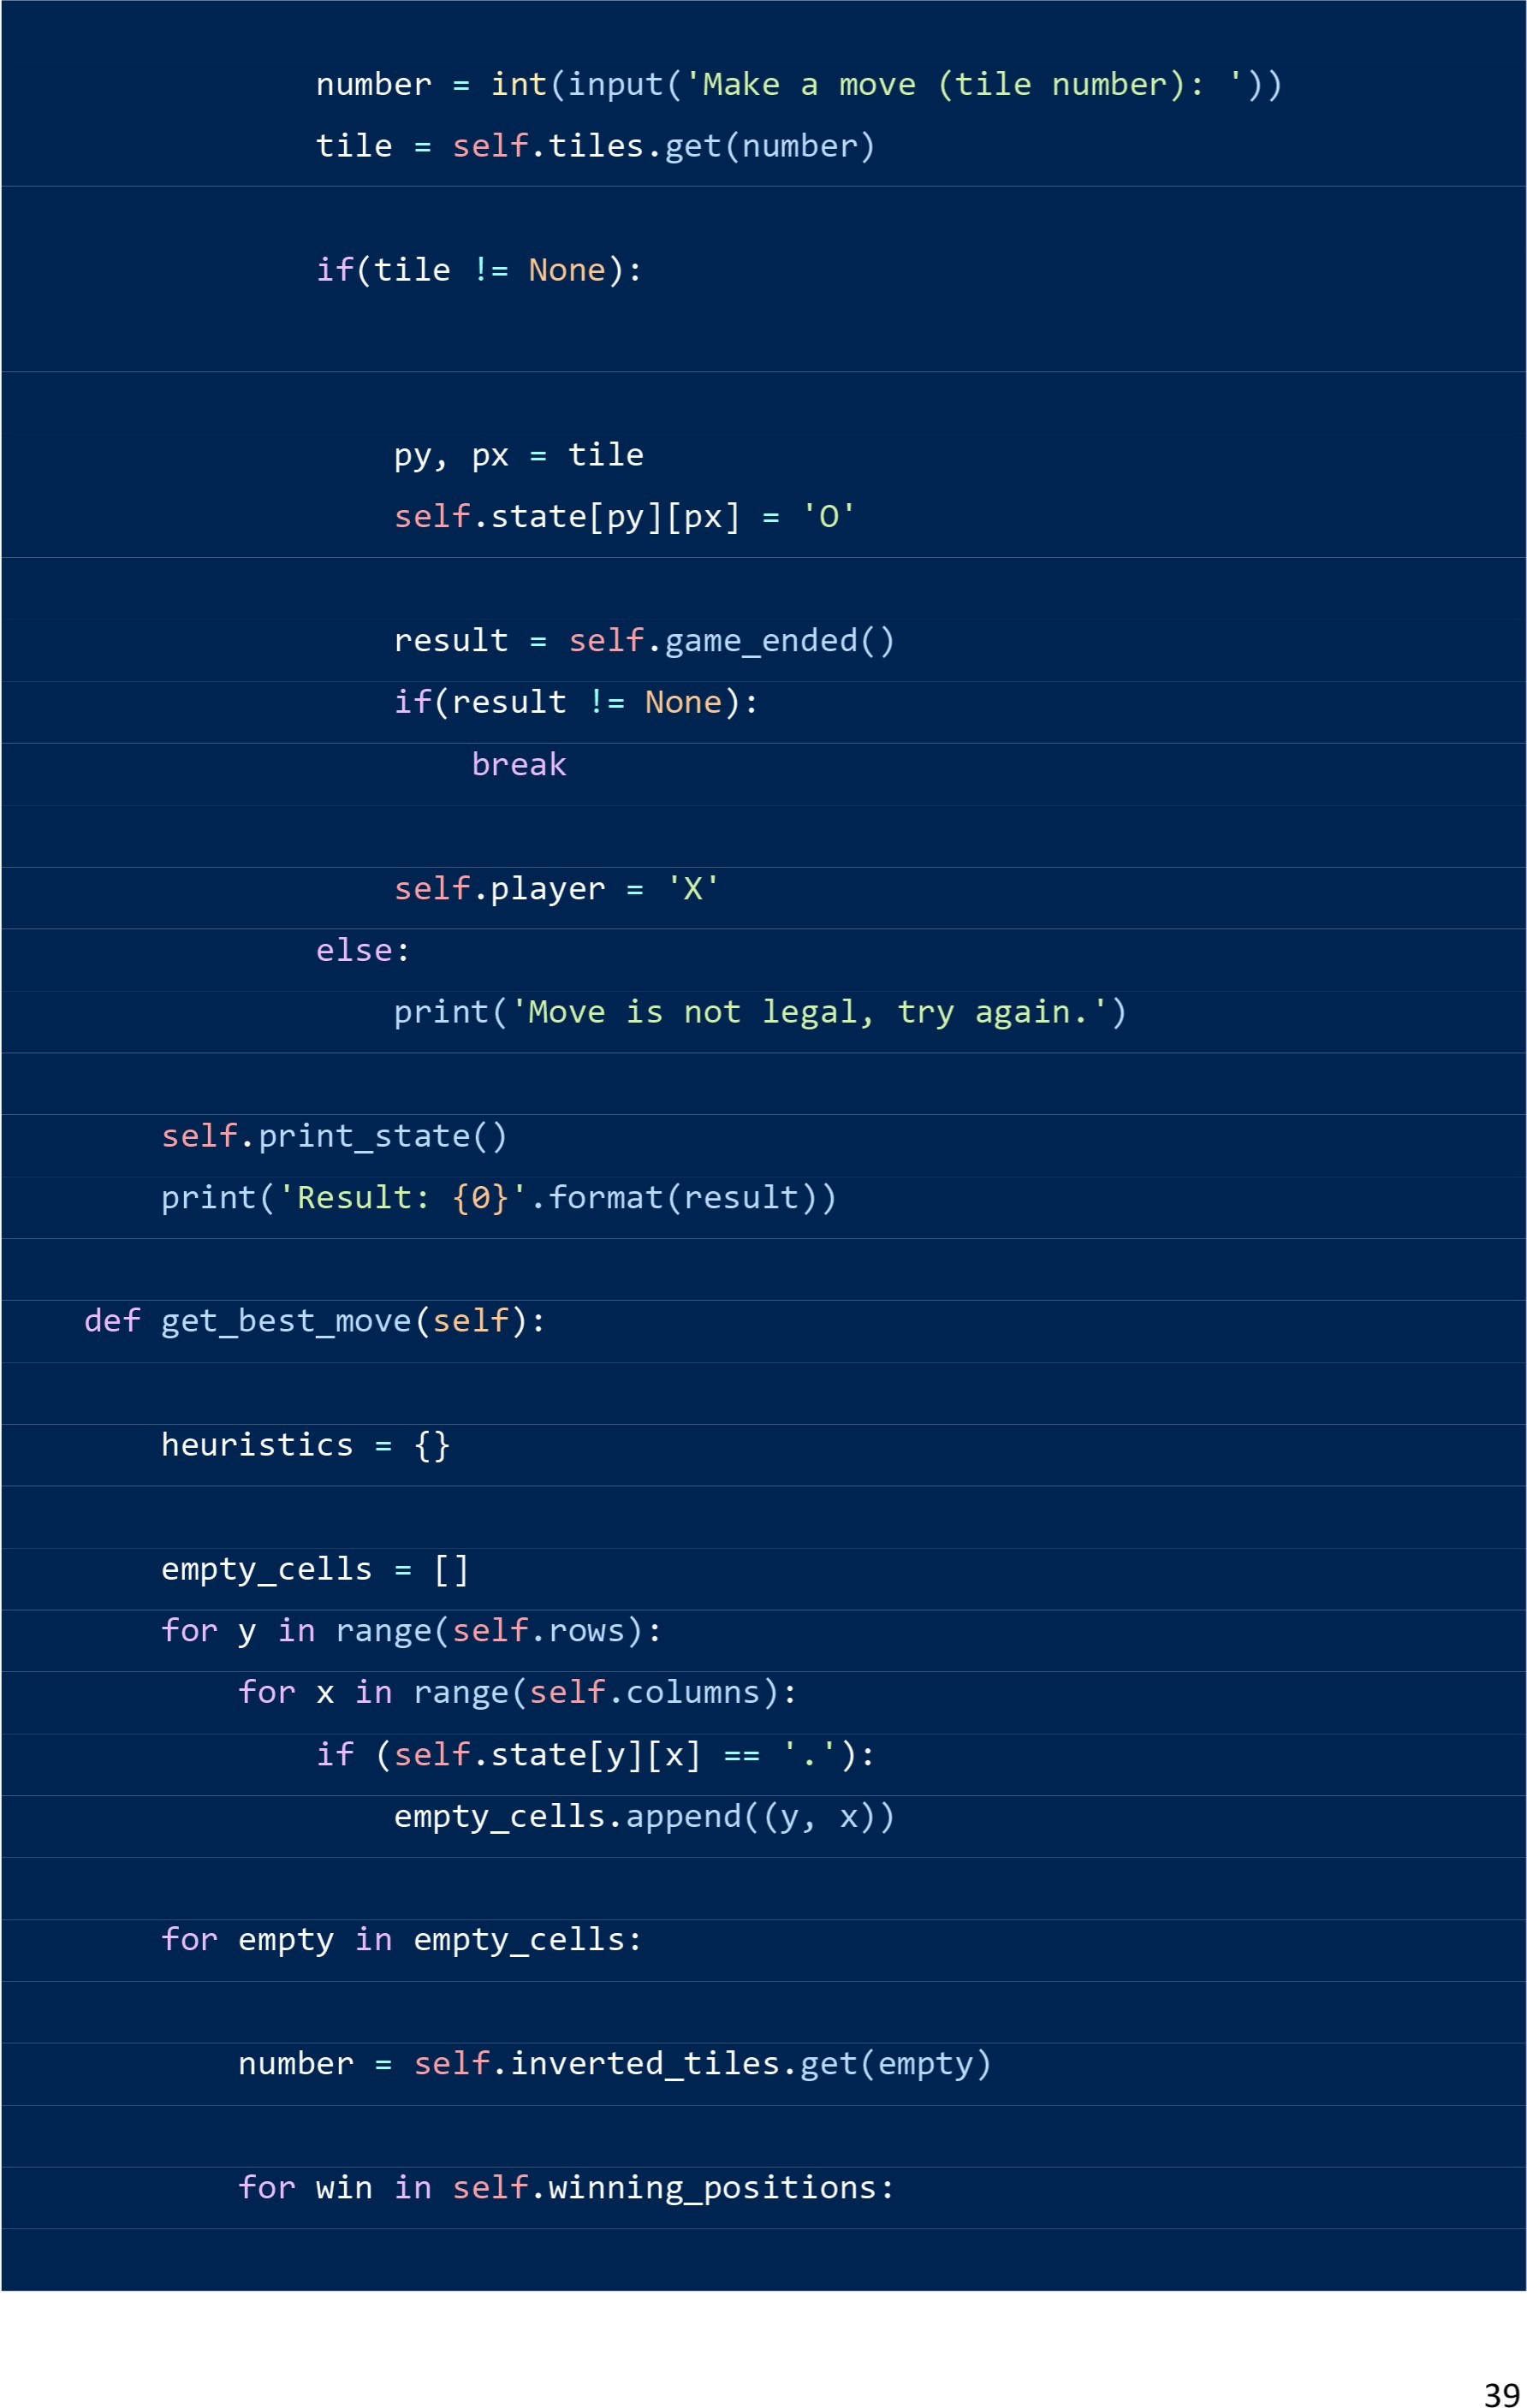 number = int(input('Make a move (tile number): '))
            tile = self.tiles.get(number)
            if(tile != None):
                py, px = tile
                self.state[py][px] = 'O'
                result = self.game_ended()
                if(result != None):
                    break
                self.player = 'X'
            else:
                print('Move is not legal, try again.')
    self.print_state()
    print('Result: {0}'.format(result))
def get_best_move(self):
    heuristics = {}
    empty_cells = []
    for y in range(self.rows):
        for x in range(self.columns):
            if (self.state[y][x] == '.'):
                empty_cells.append((y, x))
    for empty in empty_cells:
        number = self.inverted_tiles.get(empty)
        for win in self.winning_positions:
39